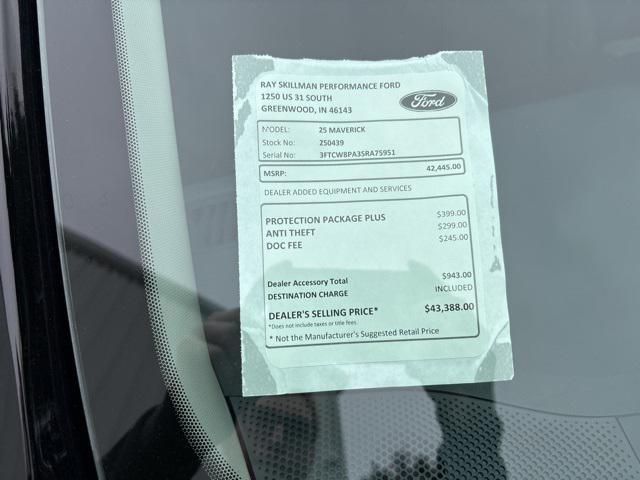 RAY SKILLMAN PERFORMANCE FORD
1250 US 31 SOUTH
GREENWOOD, IN 46143
Ford
MODEL: 25 MAVERICK
Stock No: 250439
Serial No: 3FTCW8PA3SRA75951
MSRP: 42,445.00
DEALER ADDED EQUIPMENT AND SERVICES
PROTECTION PACKAGE PLUS $399.00
ANTI THEFT $299.00
DOC FEE $245.00
Dealer Accessory Total $943.00
DESTINATION CHARGE INCLUDED
DEALER'S SELLING PRICE* $43,388.00
*Does not include taxes or title fees.
* Not the Manufacturer's Suggested Retail Price